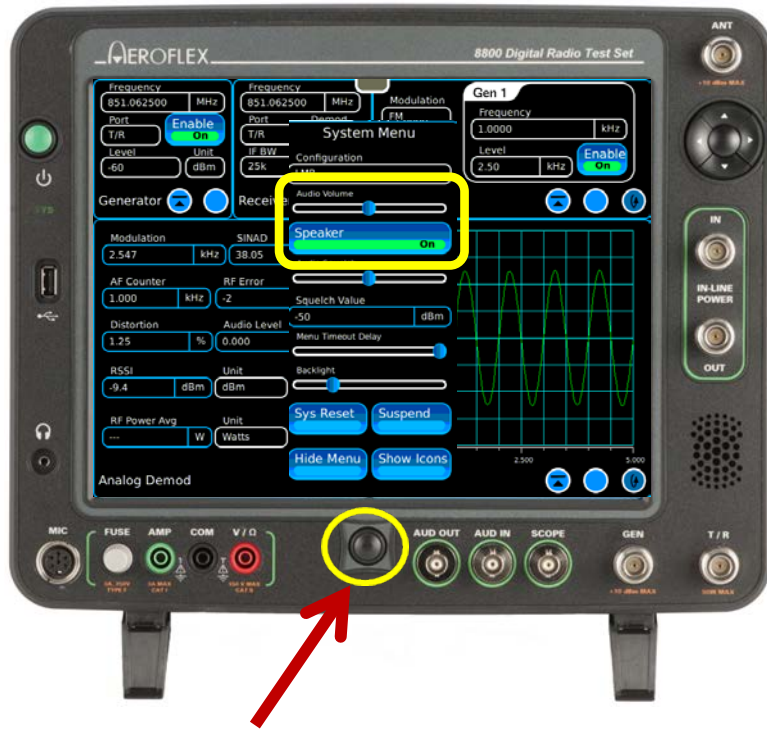 ANT
+10 dBm MAX
AEROFLEX
8800 Digital Radio Test Set
Frequency
851.062500 MHz
Port
T/R
Enable
On
Level
Unit
-60
dBm
Generator
Frequency
851.062500 MHz
Port
Demod
T/R
IF BW
25k
Receive
Modulation
FM
Gen 1
Frequency
1.0000 kHz
Level
2.50 kHz
Enable
On
System Menu
Configuration
LMR
Audio Volume
Speaker
On
Squelch Value
-50 dBm
Menu Timeout Delay
Backlight
Sys Reset
Suspend
Hide Menu
Show Icons
Modulation
2.547 kHz
SINAD
38.05
AF Counter
1.000 kHz
RF Error
-2
Distortion
1.25 %
Audio Level
0.000
RSSI
-9.4 dBm
Unit
dBm
RF Power Avg
--- W
Unit
Watts
Analog Demod
2.500
5.000
SYS
IN
IN-LINE
POWER
OUT
MIC
FUSE
AMP
COM
V / Ω
AUD OUT
AUD IN
SCOPE
GEN
T / R
+10 dBm MAX
50W MAX